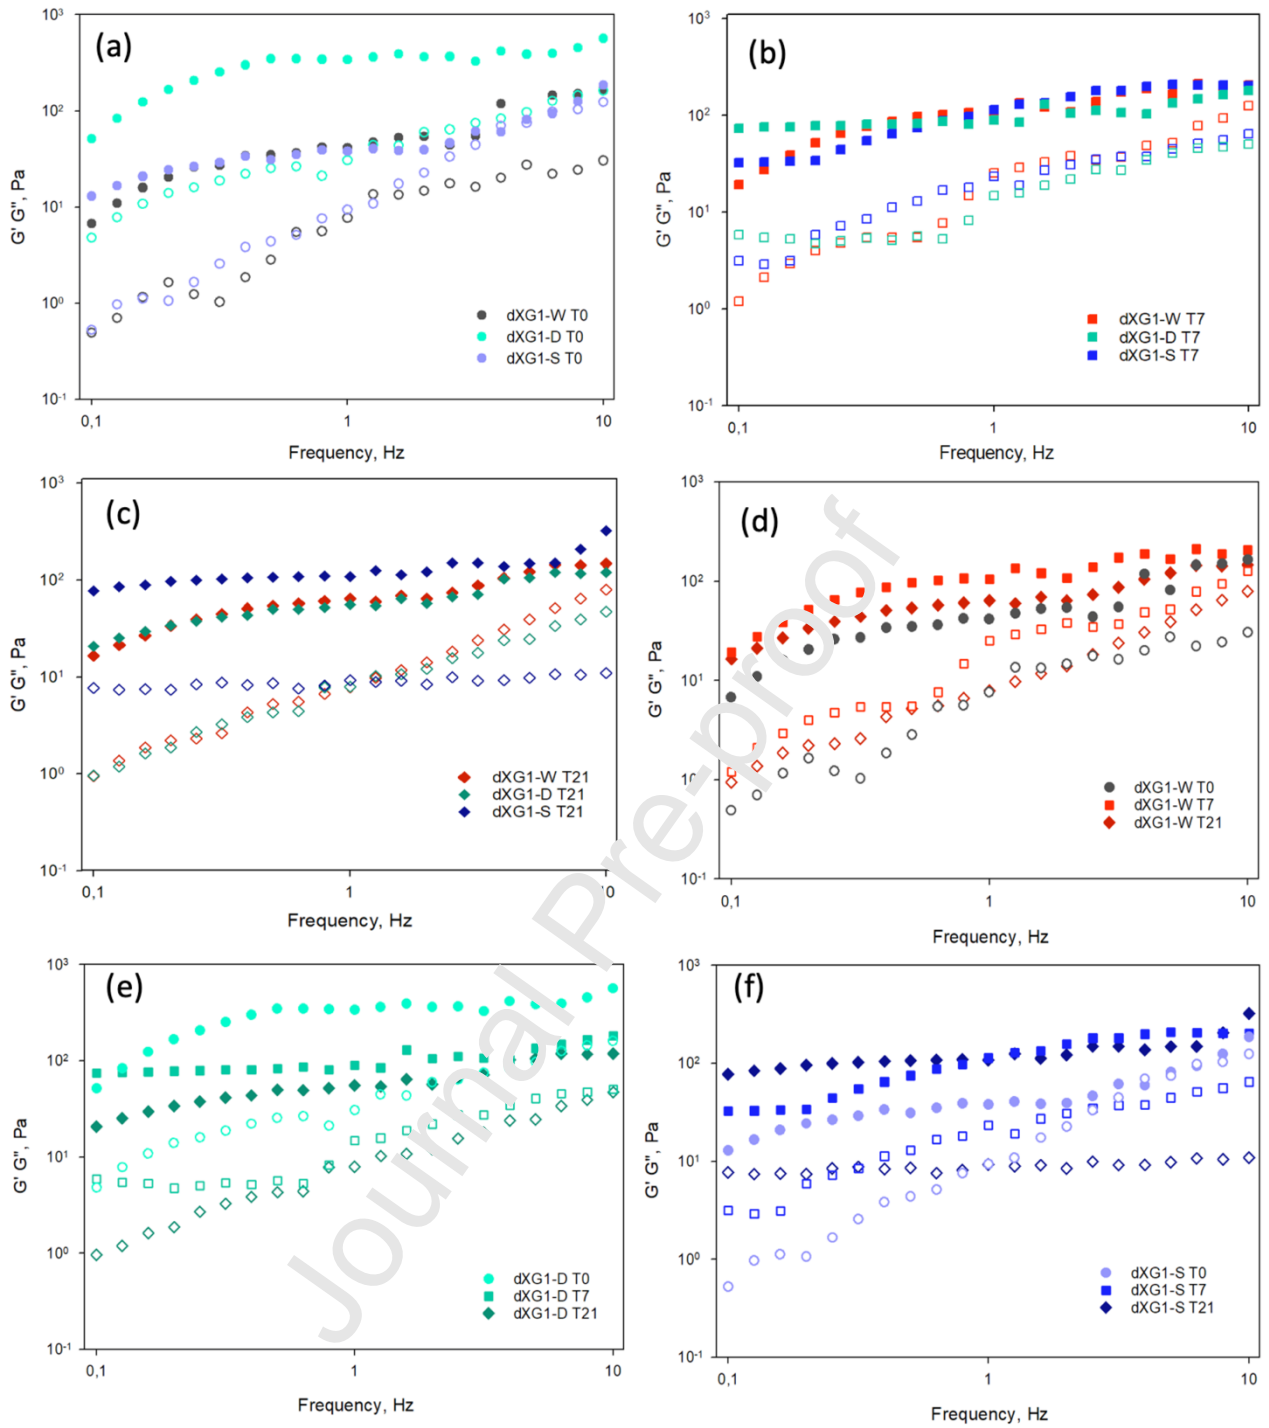 (a)
10³
10²
10¹
10⁰
10⁻¹
G' G", Pa
dXG1-W T0
dXG1-D T0
dXG1-S T0
0,1 1 10
Frequency, Hz
(b)
10³
10²
10¹
10⁰
10⁻¹
G' G", Pa
dXG1-W T7
dXG1-D T7
dXG1-S T7
0,1 1 10
Frequency, Hz
(c)
10³
10²
10¹
10⁰
10⁻¹
G' G", Pa
dXG1-W T21
dXG1-D T21
dXG1-S T21
0,1 1 10
Frequency, Hz
(d)
10³
10²
10¹
10⁰
10⁻¹
G' G", Pa
dXG1-W T0
dXG1-W T7
dXG1-W T21
0,1 1 10
Frequency, Hz
(e)
10³
10²
10¹
10⁰
10⁻¹
G' G", Pa
dXG1-D T0
dXG1-D T7
dXG1-D T21
0,1 1 10
Frequency, Hz
(f)
10³
10²
10¹
10⁰
10⁻¹
G' G", Pa
dXG1-S T0
dXG1-S T7
dXG1-S T21
0,1 1 10
Frequency, Hz
Journal Pre-proof